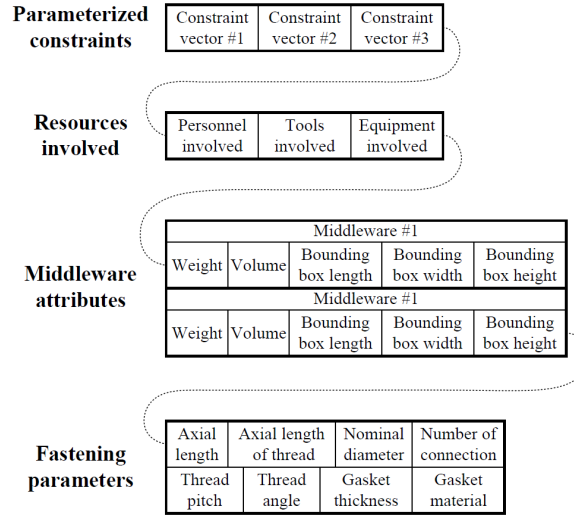 Parameterized
constraints
Constraint
vector #1
Constraint
vector #2
Constraint
vector #3
Resources
involved
Personnel
involved
Tools
involved
Equipment
involved
Middleware
attributes
Middleware #1
Weight
Volume
Bounding
box length
Bounding
box width
Bounding
box height
Middleware #1
Weight
Volume
Bounding
box length
Bounding
box width
Bounding
box height
Fastening
parameters
Axial
length
Axial length
of thread
Nominal
diameter
Number of
connection
Thread
pitch
Thread
angle
Gasket
thickness
Gasket
material